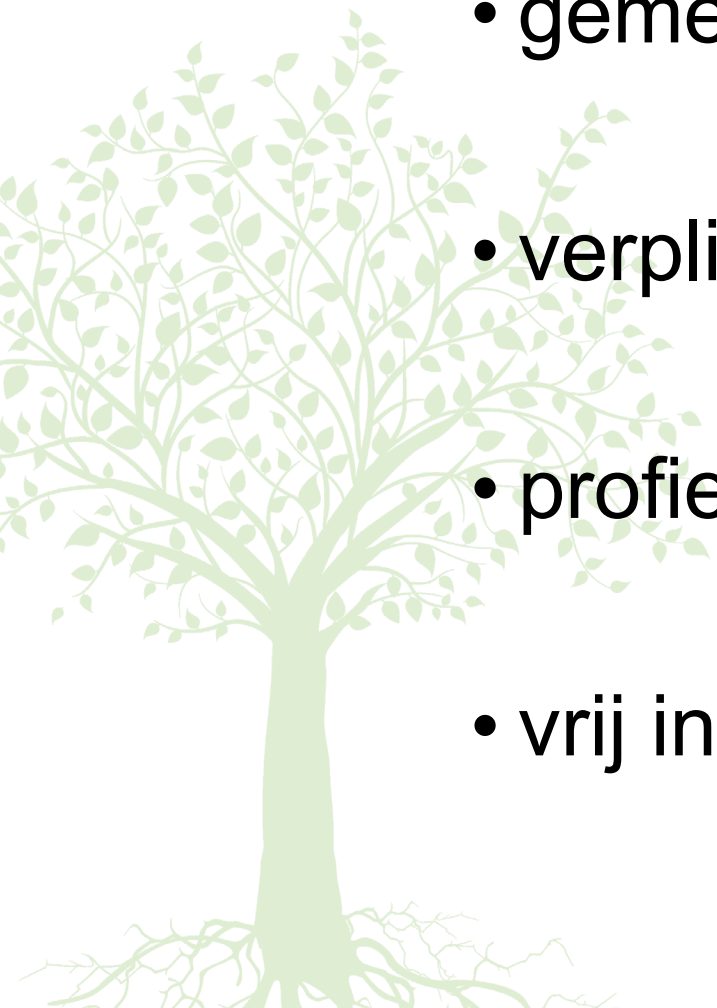 • geme
• verpli
• profie
• vrij in